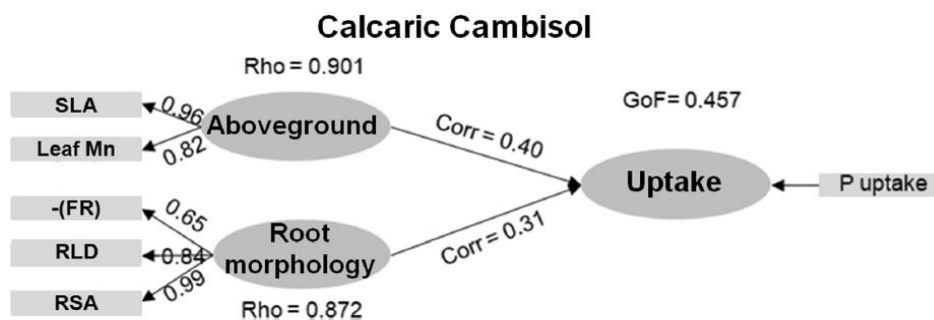 Calcaric Cambisol
Rho = 0.901
GoF= 0.457
SLA
0.96
Aboveground
Leaf Mn
0.82
Corr = 0.40
Uptake
P uptake
-(FR)
0.65
Root
morphology
RLD
0.84
Corr = 0.31
RSA
0.99
Rho = 0.872